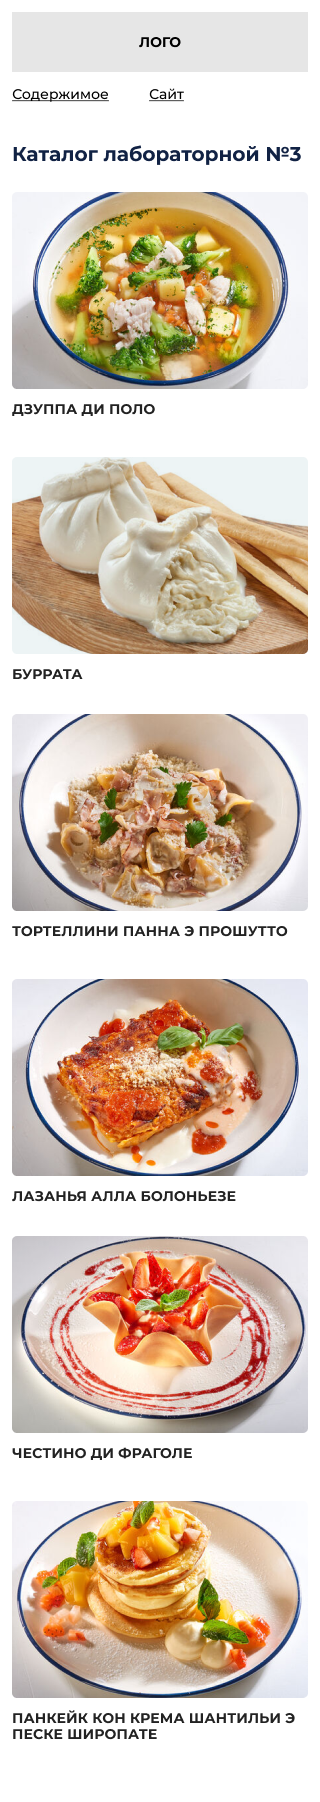 ЛОГО
Содержимое Сайт
Каталог лабораторной №3
ДЗУППА ДИ ПОЛО
БУРРАТА
ТОРТЕЛЛИНИ ПАННА Э ПРОШУТТО
ЛАЗАНЬЯ АЛЛА БОЛОНЬЕЗЕ
ЧЕСТИНО ДИ ФРАГОЛЕ
ПАНКЕЙК КОН КРЕМА ШАНТИЛЬИ Э
ПЕСКЕ ШИРОПАТЕ